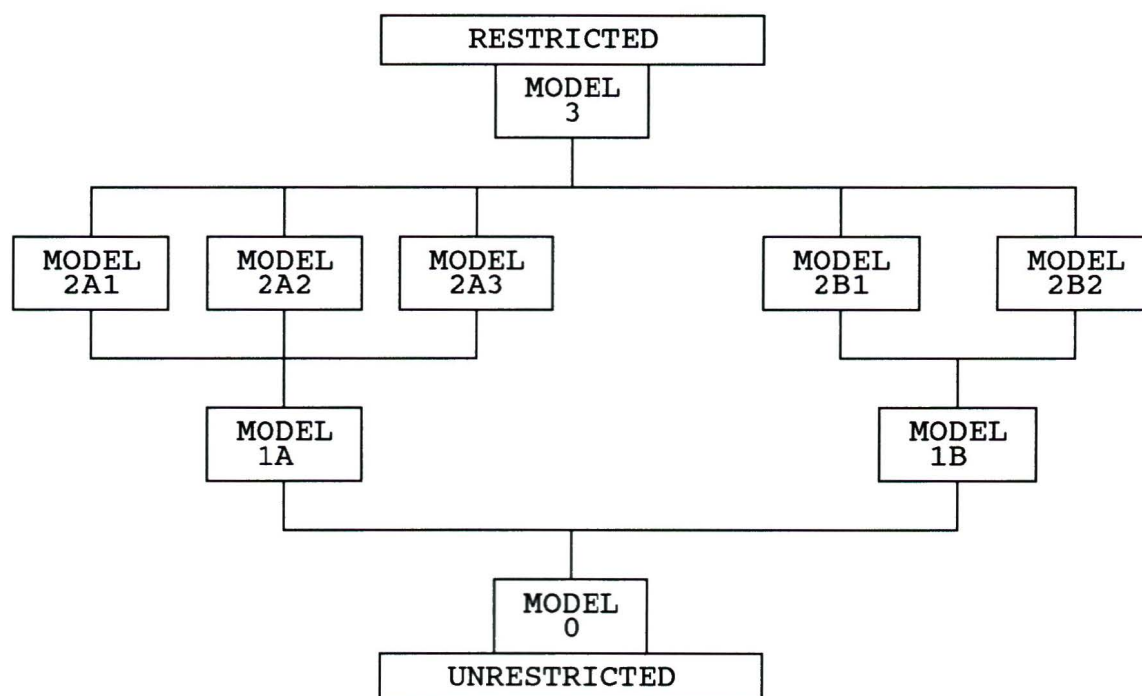 RESTRICTED
MODEL
3
MODEL
2A1
MODEL
2A2
MODEL
2A3
MODEL
2B1
MODEL
2B2
MODEL
1A
MODEL
1B
MODEL
0
UNRESTRICTED